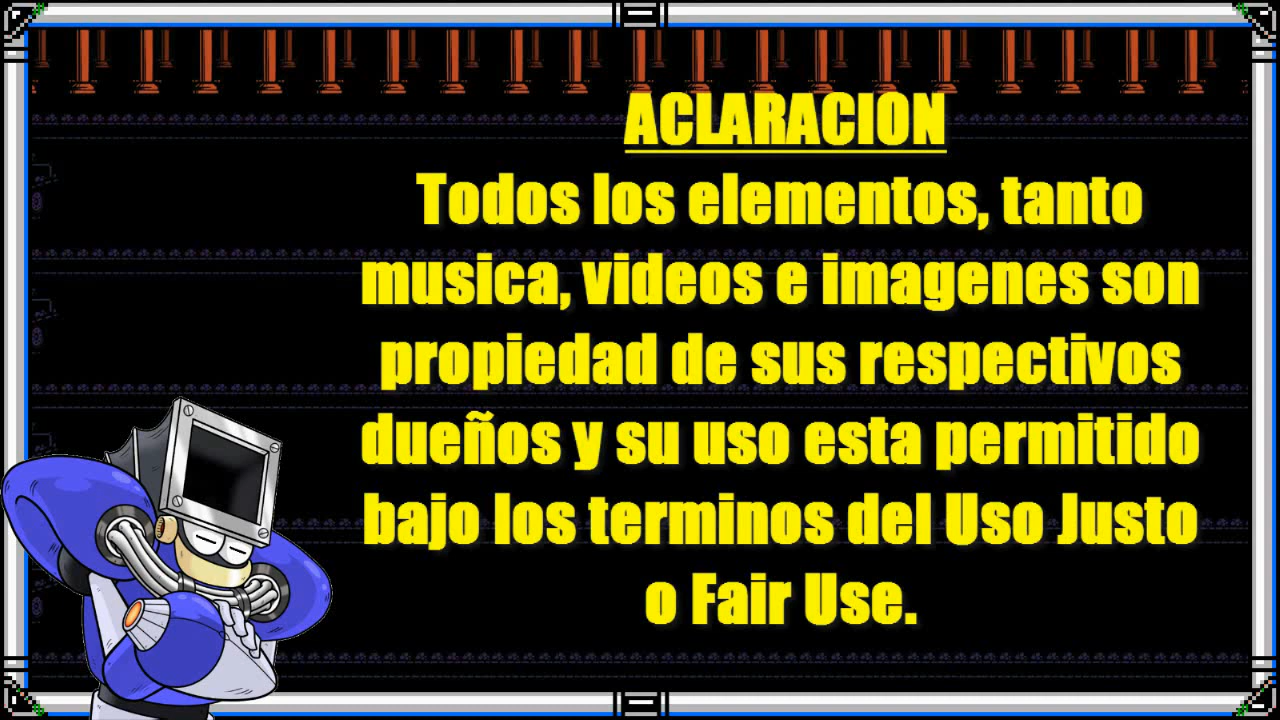 ACLARACION
Todos los elementos, tanto
musica, videos e imagenes son
propiedad de sus respectivos
dueños y su uso esta permitido
bajo los terminos del Uso Justo
o Fair Use.